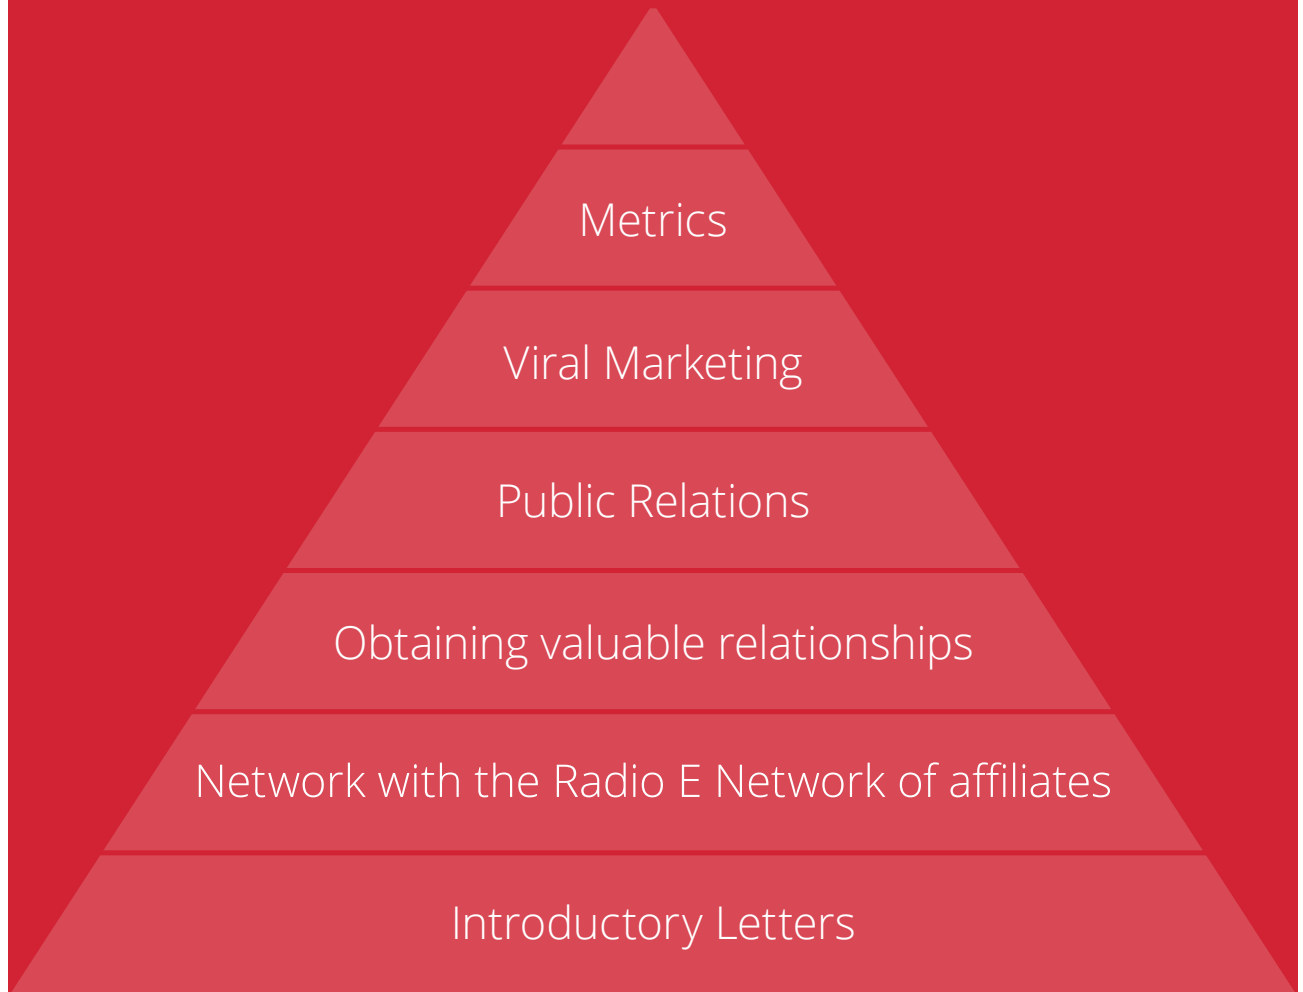 Metrics
Viral Marketing
Public Relations
Obtaining valuable relationships
Network with the Radio E Network of affiliates
Introductory Letters